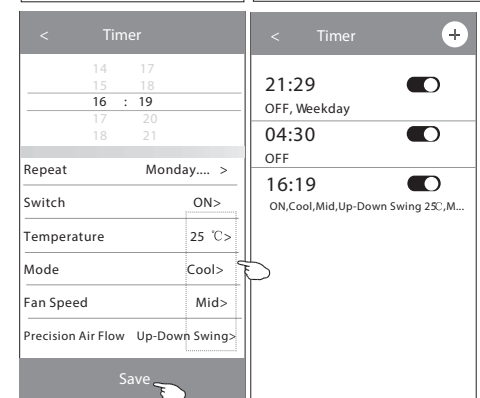 < Timer
14 17
15 18
16 : 19
17 20
18 21
Repeat Monday.... >
Switch ON>
Temperature 25 ℃>
Mode Cool>
Fan Speed Mid>
Precision Air Flow Up-Down Swing>
Save
< Timer +
21:29
OFF, Weekday
04:30
OFF
16:19
ON,Cool,Mid,Up-Down Swing 25℃,M...